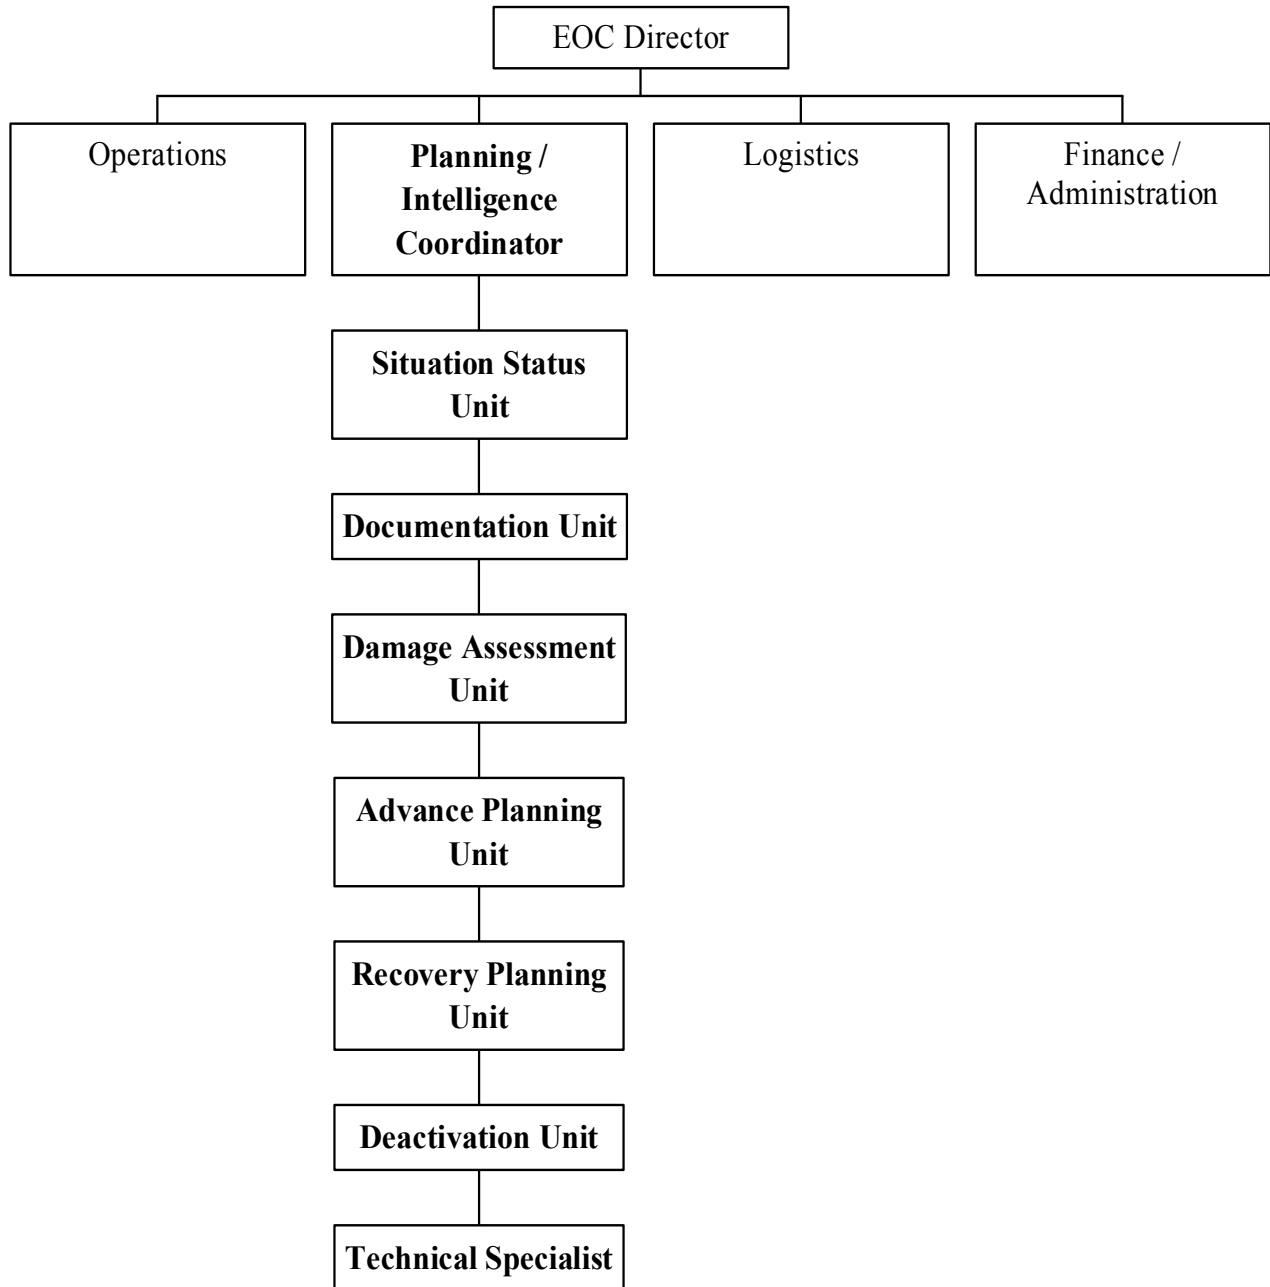 EOC Director
Operations
Planning /
Intelligence
Coordinator
Logistics
Finance /
Administration
Situation Status
Unit
Documentation Unit
Damage Assessment
Unit
Advance Planning
Unit
Recovery Planning
Unit
Deactivation Unit
Technical Specialist